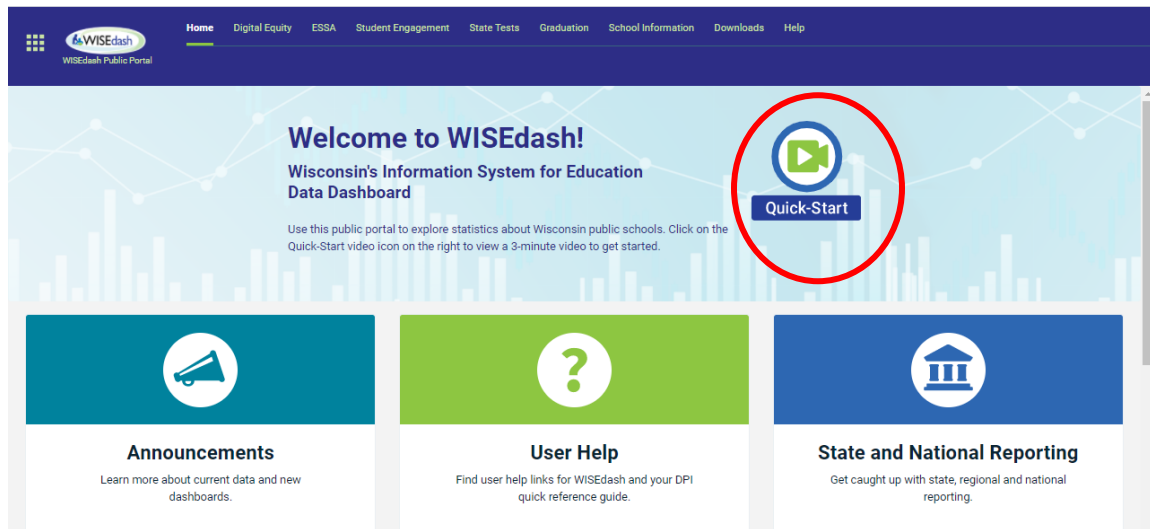 Home Digital Equity ESSA Student Engagement State Tests Graduation School Information Downloads Help
WISEdash
WISEdash Public Portal
Welcome to WISEdash!
Wisconsin's Information System for Education
Data Dashboard
Use this public portal to explore statistics about Wisconsin public schools. Click on the
Quick-Start video icon on the right to view a 3-minute video to get started.
Quick-Start
Announcements
Learn more about current data and new
dashboards.
User Help
Find user help links for WISEdash and your DPI
quick reference guide.
State and National Reporting
Get caught up with state, regional and national
reporting.